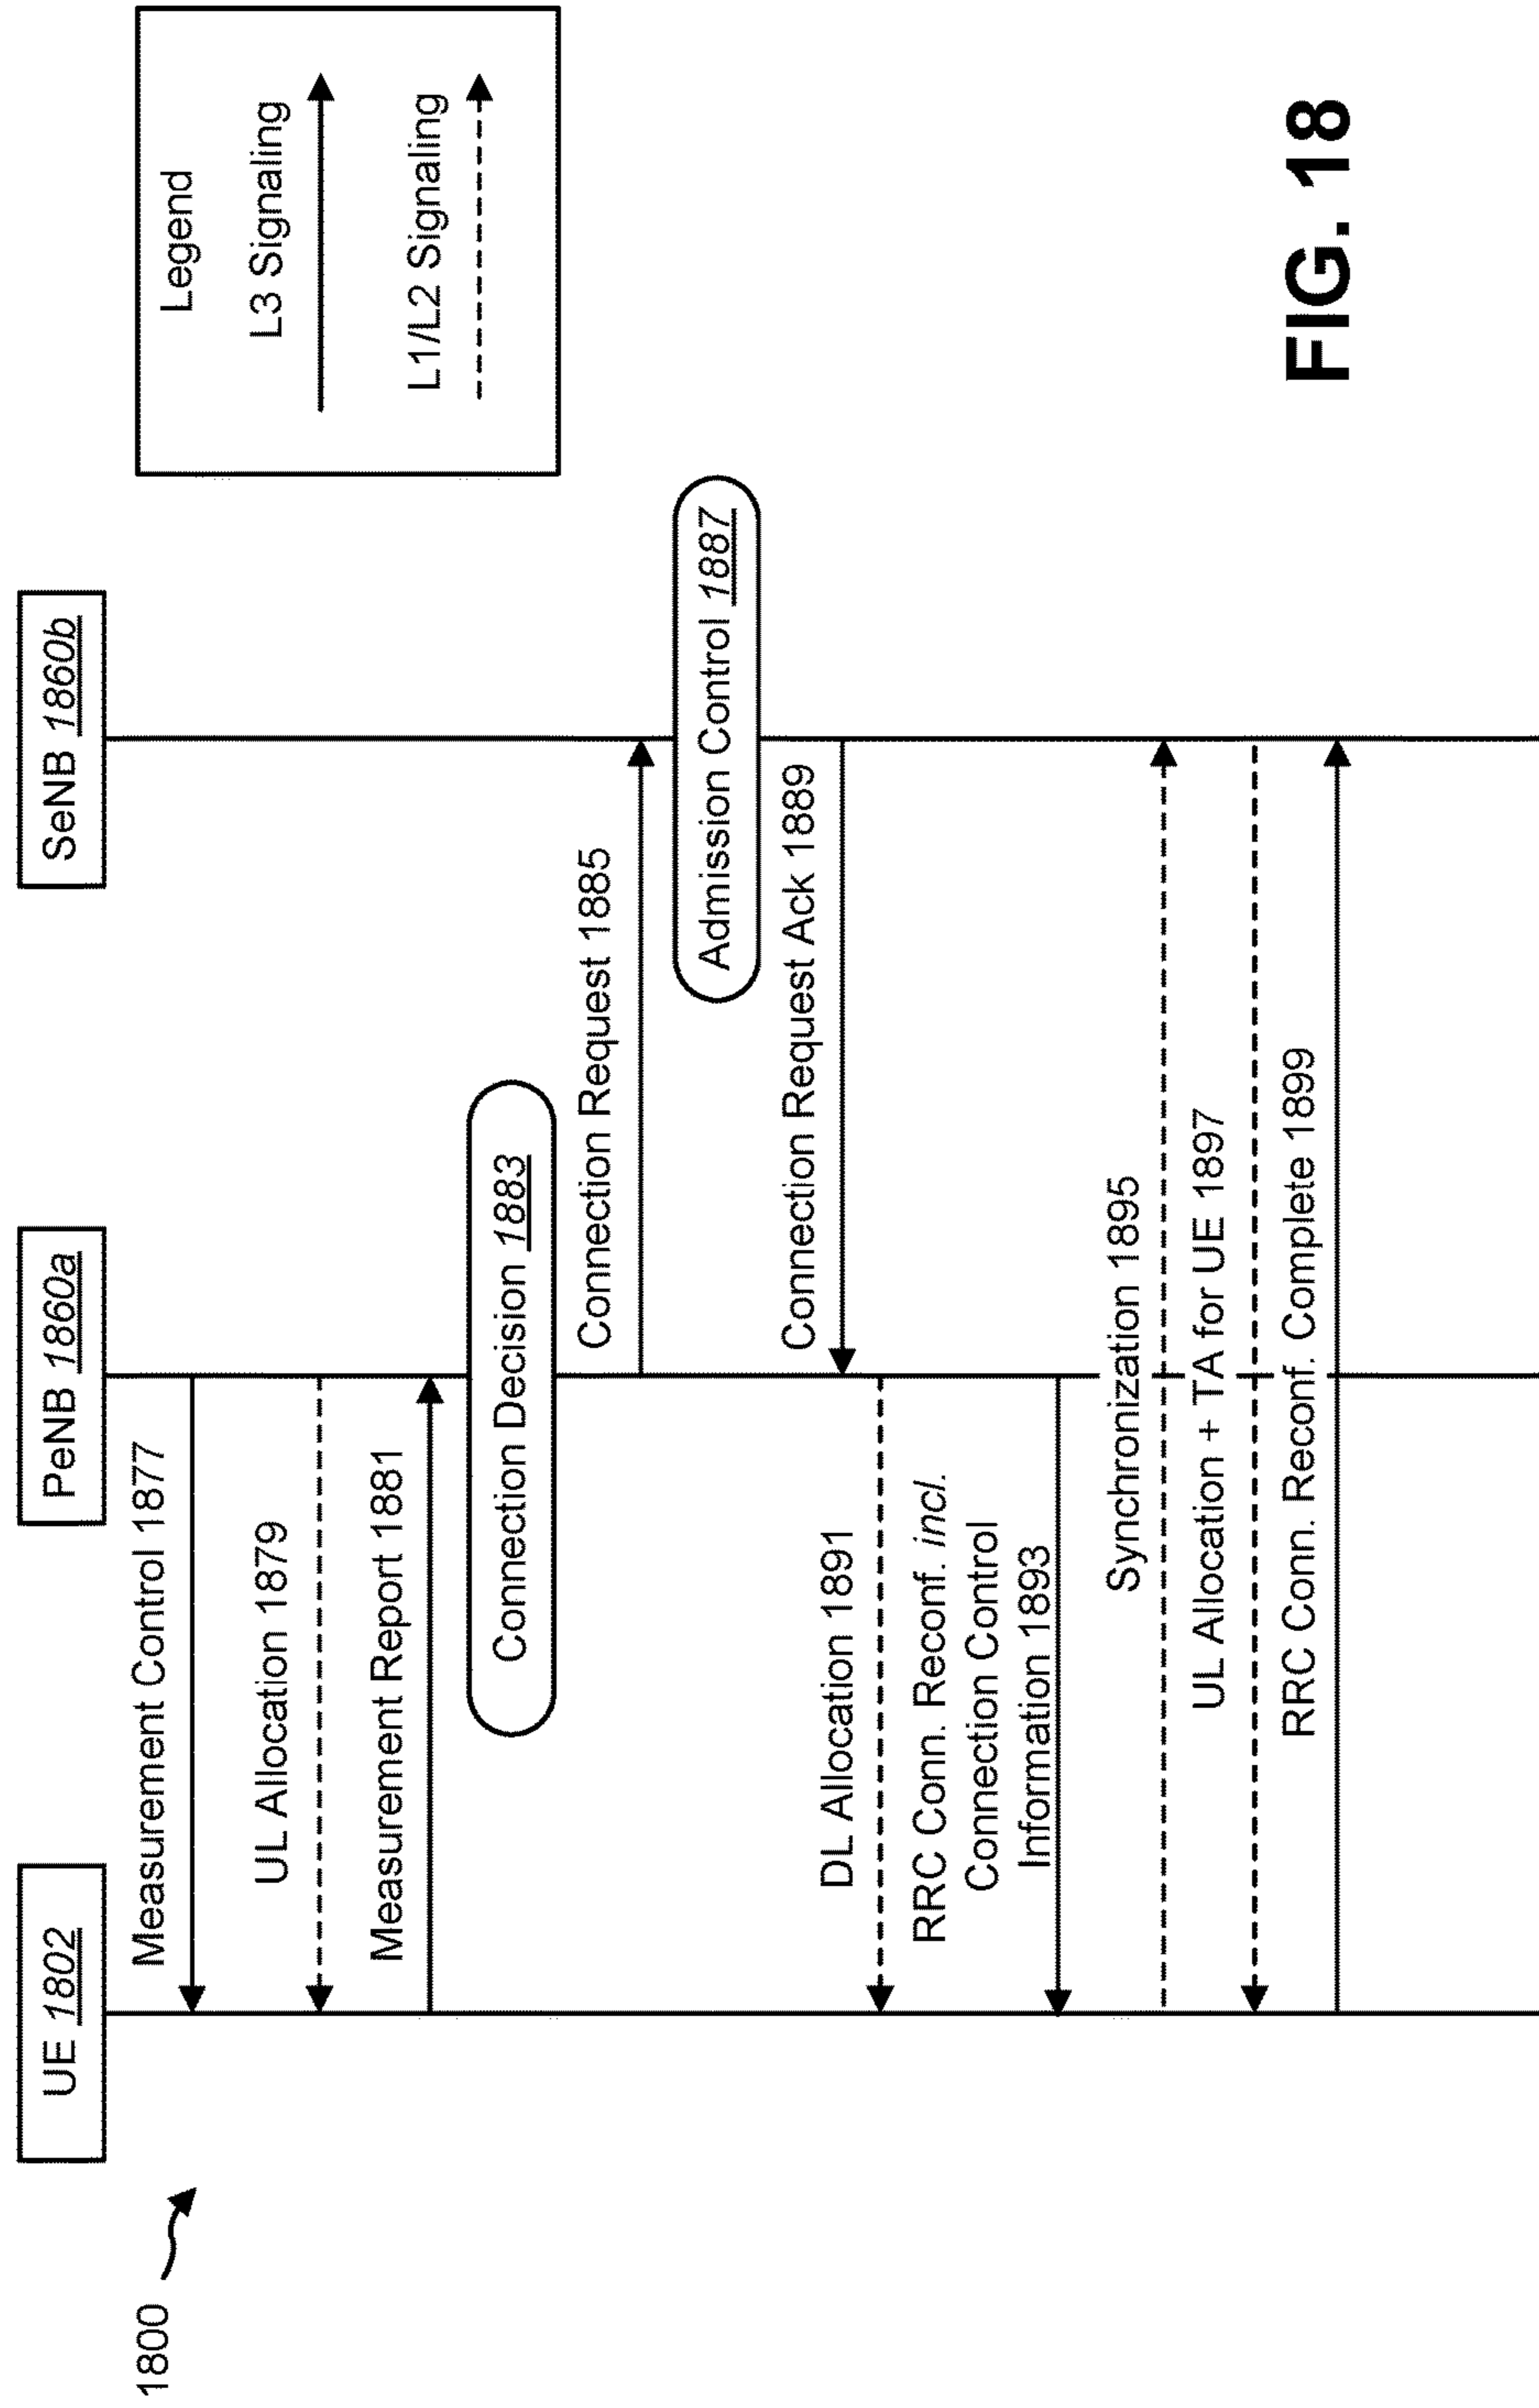 1800
UE 1802
PeNB 1860a
SeNB 1860b
Legend
L3 Signaling
L1/L2 Signaling
Measurement Control 1877
UL Allocation 1879
Measurement Report 1881
Connection Decision 1883
Connection Request 1885
Admission Control 1887
Connection Request Ack 1889
DL Allocation 1891
RRC Conn. Reconf. incl.
Connection Control
Information 1893
Synchronization 1895
UL Allocation + TA for UE 1897
RRC Conn. Reconf. Complete 1899
FIG. 18